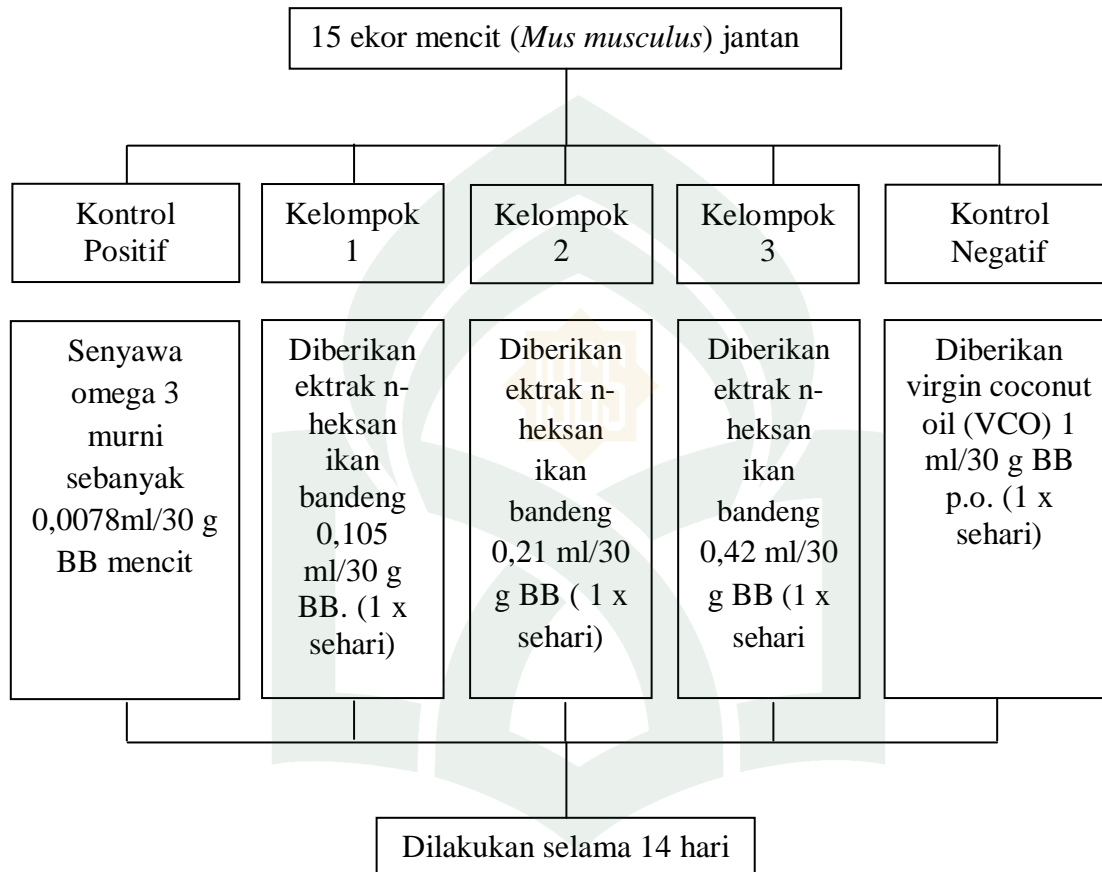 15 ekor mencit (Mus musculus) jantan
Kontrol
Positif
Kelompok
1
Kelompok
2
Kelompok
3
Kontrol
Negatif
Senyawa
omega 3
murni
sebanyak
0,0078ml/30 g
BB mencit
Diberikan
ektrak n-
heksan
ikan
bandeng
0,105
ml/30 g
BB. (1 x
sehari)
Diberikan
ektrak n-
heksan
ikan
bandeng
0,21 ml/30
g BB ( 1 x
sehari)
Diberikan
ektrak n-
heksan
ikan
bandeng
0,42 ml/30
g BB (1 x
sehari
Diberikan
virgin coconut
oil (VCO) 1
ml/30 g BB
p.o. (1 x
sehari)
Dilakukan selama 14 hari